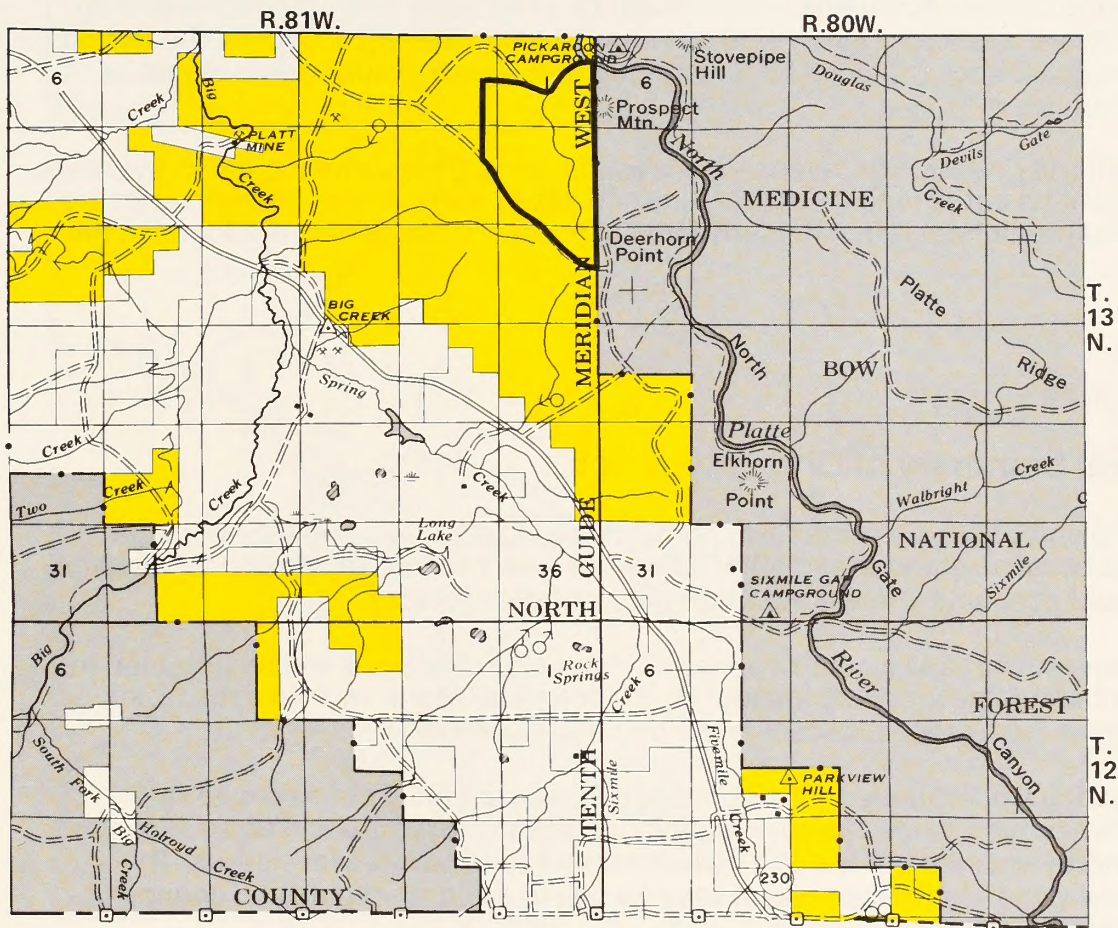 R.81W.
R.80W.
6
Big
Creek
PICKAROON
CAMPGROUND
WEST
6
Stovepipe
Hill
Douglas
Prospect
Mtn.
PLATT
MINE
Creek
North
Devils
Gate
Creek
MEDICINE
Deerhorn
Point
MERIDIAN
Platte
T.
13
N.
BIG
CREEK
Spring
North
BOW
Ridge
Creek
Platte
Elkhorn
Point
Creek
Walbright
C
Two
Creek
Creek
Creek
Long
Lake
GUIDE
NATIONAL
31
36
31
SIXMILE GAP
CAMPGROUND
Gate
Sixmile
NORTH
Big
6
Rock
Springs
1
6
Creek
River
FOREST
South Fork
Big Creek
Holroyd
Creek
TENTH
Sixmile
Fivemile
Creek
PARKVIEW
HILL
Canyon
T.
12
N.
230
COUNTY